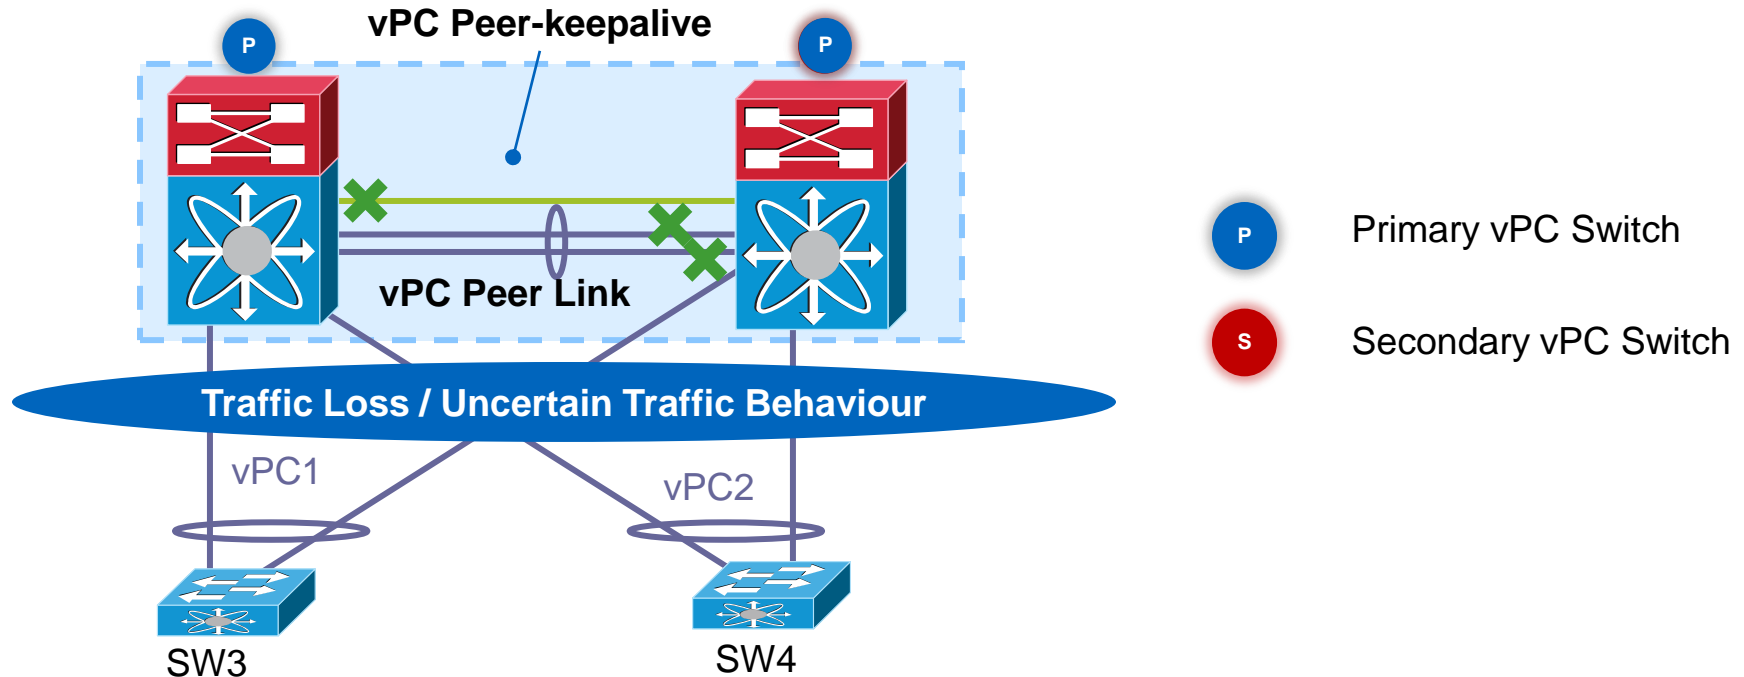 vPC Peer-keepalive
P
P
vPC Peer Link
P
Primary vPC Switch
S
Secondary vPC Switch
Traffic Loss / Uncertain Traffic Behaviour
vPC1
vPC2
SW3
SW4